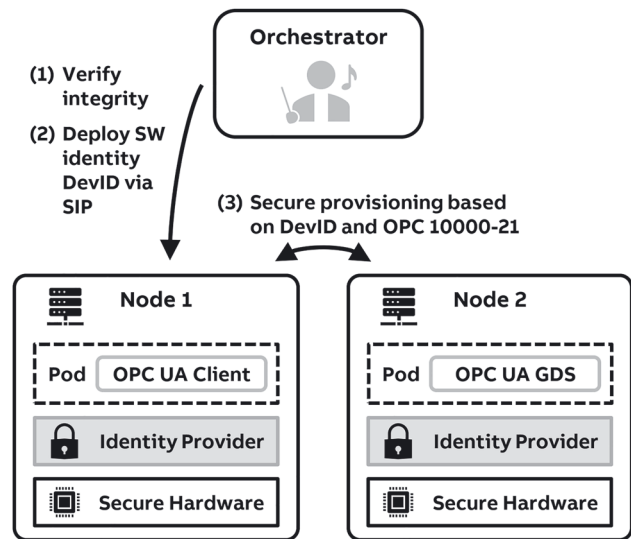 Orchestrator
(1) Verify
integrity
(2) Deploy SW
identity
DevID via
SIP
(3) Secure provisioning based
on DevID and OPC 10000-21
Node 1
Pod OPC UA Client
Identity Provider
Secure Hardware
Node 2
Pod OPC UA GDS
Identity Provider
Secure Hardware